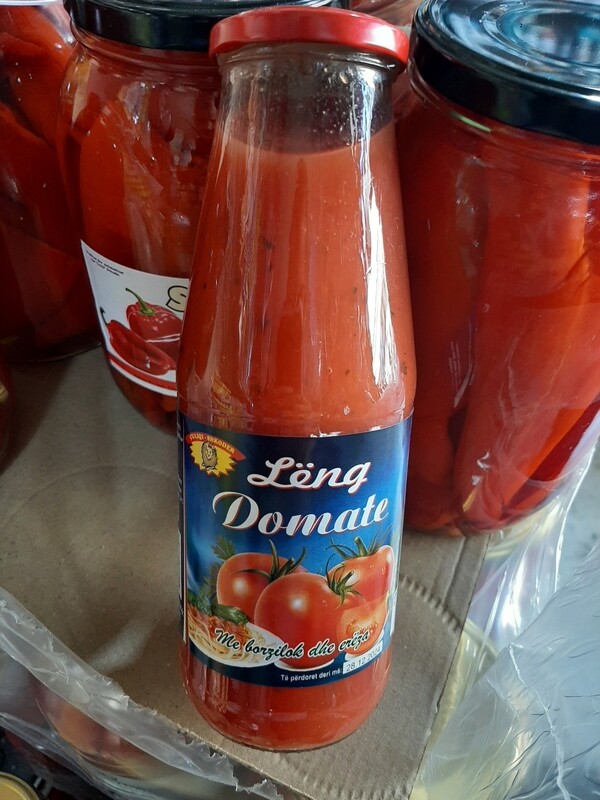 Lëng
Domate
Me borzilok dhe erëza
Të përdoret deri më